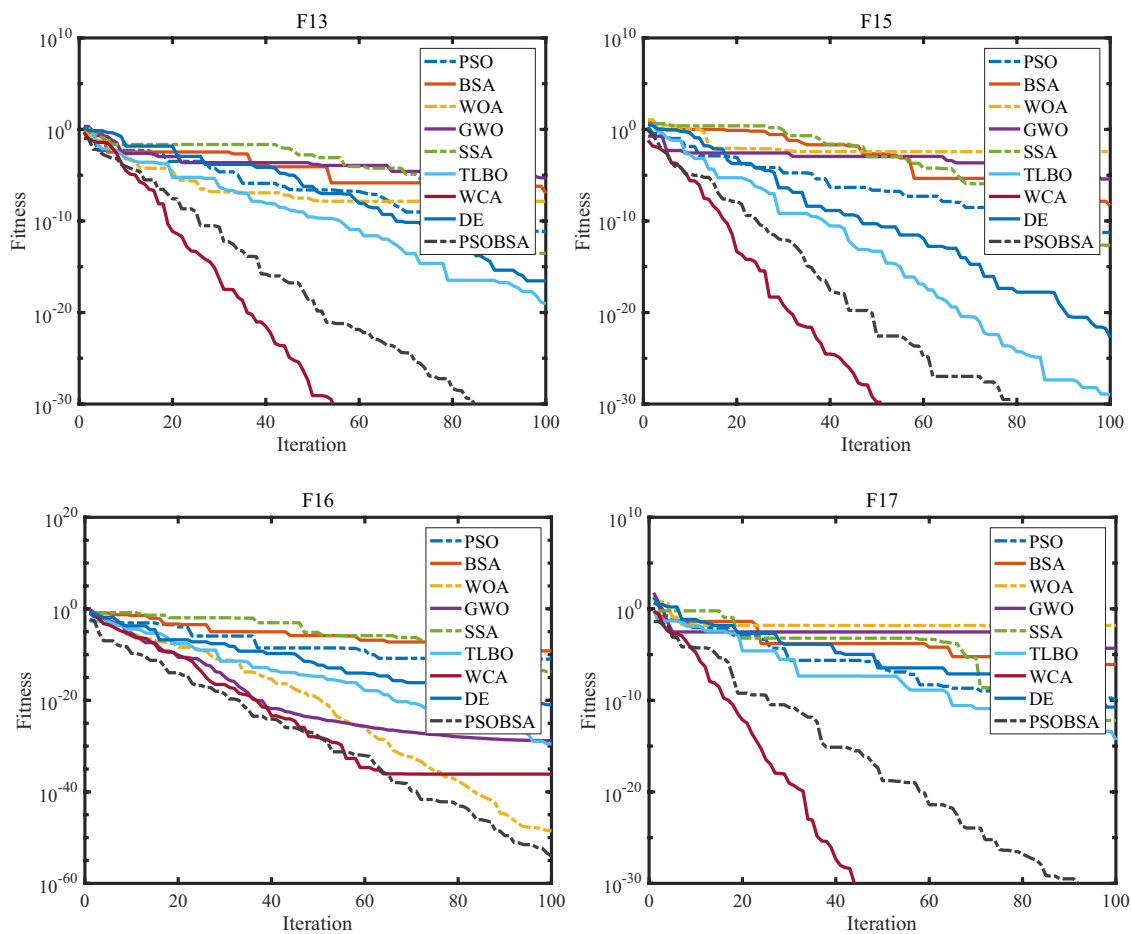 F13
10^10
10^0
10^-10
10^-20
10^-30
Fitness
0 20 40 60 80 100
Iteration
PSO
BSA
WOA
GWO
SSA
TLBO
WCA
DE
PSOBSA
F15
10^10
10^0
10^-10
10^-20
10^-30
Fitness
0 20 40 60 80 100
Iteration
PSO
BSA
WOA
GWO
SSA
TLBO
WCA
DE
PSOBSA
F16
10^20
10^0
10^-20
10^-40
10^-60
Fitness
0 20 40 60 80 100
Iteration
PSO
BSA
WOA
GWO
SSA
TLBO
WCA
DE
PSOBSA
F17
10^10
10^0
10^-10
10^-20
10^-30
Fitness
0 20 40 60 80 100
Iteration
PSO
BSA
WOA
GWO
SSA
TLBO
WCA
DE
PSOBSA